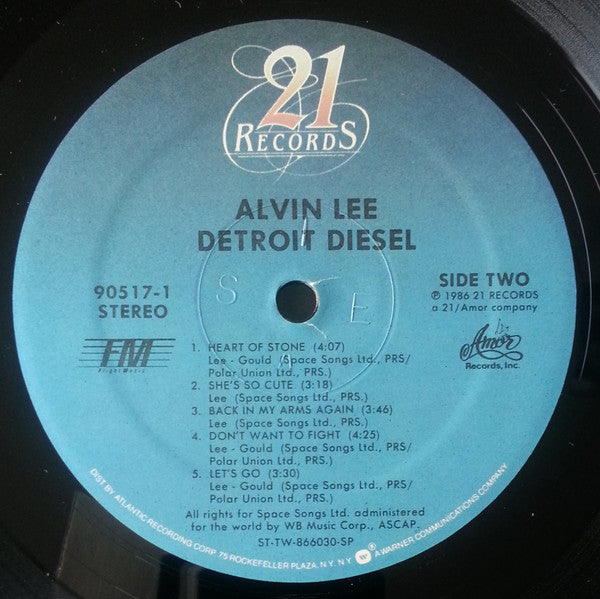 21
RECORDS
ALVIN LEE
DETROIT DIESEL
90517-1
STEREO
SIDE TWO
℗ 1986 21 RECORDS
a 21/Amor company
S E
FM
FlightMusic
Amor
Records, Inc.
1. HEART OF STONE (4:07)
Lee - Gould (Space Songs Ltd., PRS/
Polar Union Ltd., PRS.)
2. SHE'S SO CUTE (3:18)
Lee (Space Songs Ltd., PRS.)
3. BACK IN MY ARMS AGAIN (3:46)
Lee (Space Songs Ltd., PRS.)
4. DON'T WANT TO FIGHT (4:25)
Lee - Gould (Space Songs Ltd., PRS/
Polar Union Ltd., PRS.)
5. LET'S GO (3:30)
Lee - Gould (Space Songs Ltd., PRS/
Polar Union Ltd., PRS.)
All rights for Space Songs Ltd. administered
for the world by WB Music Corp., ASCAP.
ST-TW-866030-SP
DIST. BY ATLANTIC RECORDING CORP 75 ROCKEFELLER PLAZA, N.Y. N.Y. A WARNER COMMUNICATIONS COMPANY